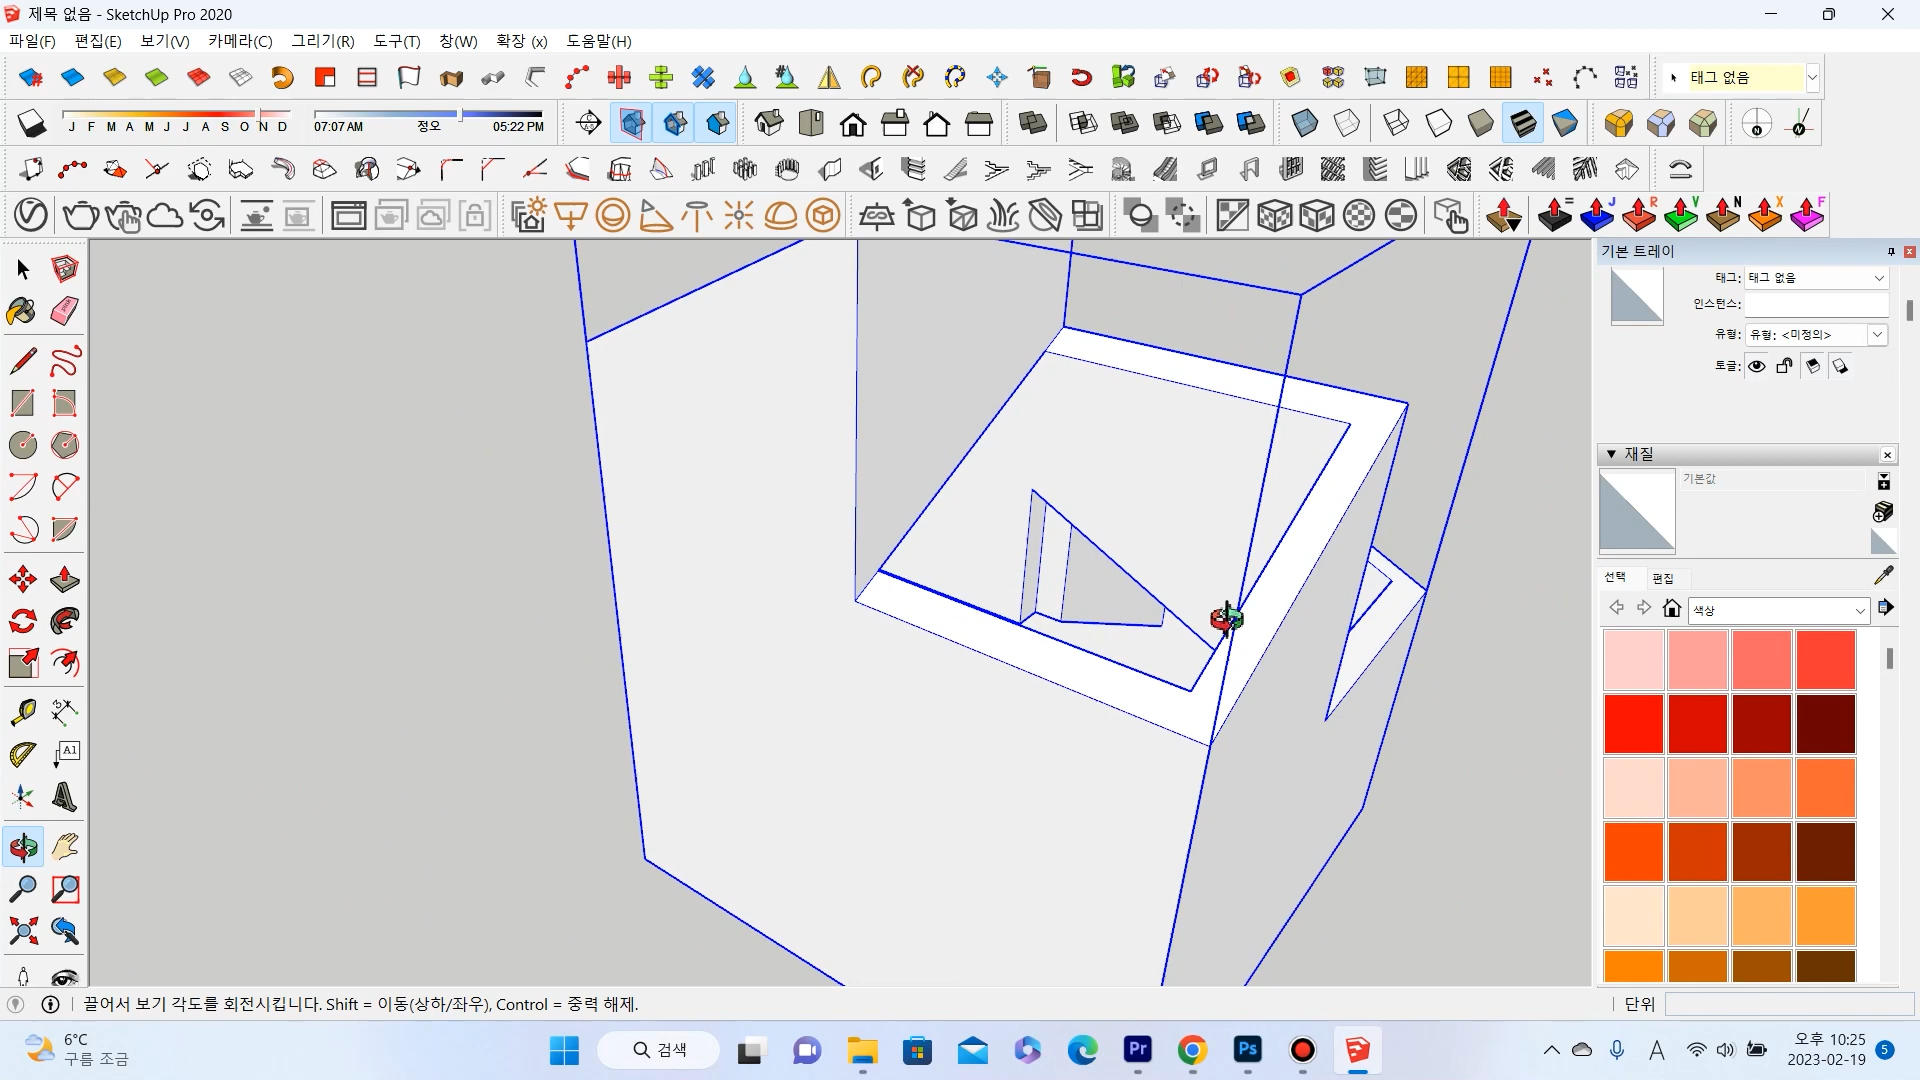 제목 없음 - SketchUp Pro 2020
파일(F) 편집(E) 보기(V) 카메라(C) 그리기(R) 도구(T) 창(W) 확장 (x) 도움말(H)
태그 없음
J F M A M J J A S O N D
07:07 AM 정오 05:22 PM
J R V N X F
기본 트레이
태그: 태그 없음
인스턴스:
유형: 유형: <미정의>
토글:
재질
기본값
선택 편집
색상
A1
끌어서 보기 각도를 회전시킵니다. Shift = 이동(상하/좌우), Control = 중력 해제.
단위
6°C
구름 조금
검색
Pr
Ps
A
오후 10:25
2023-02-19
5